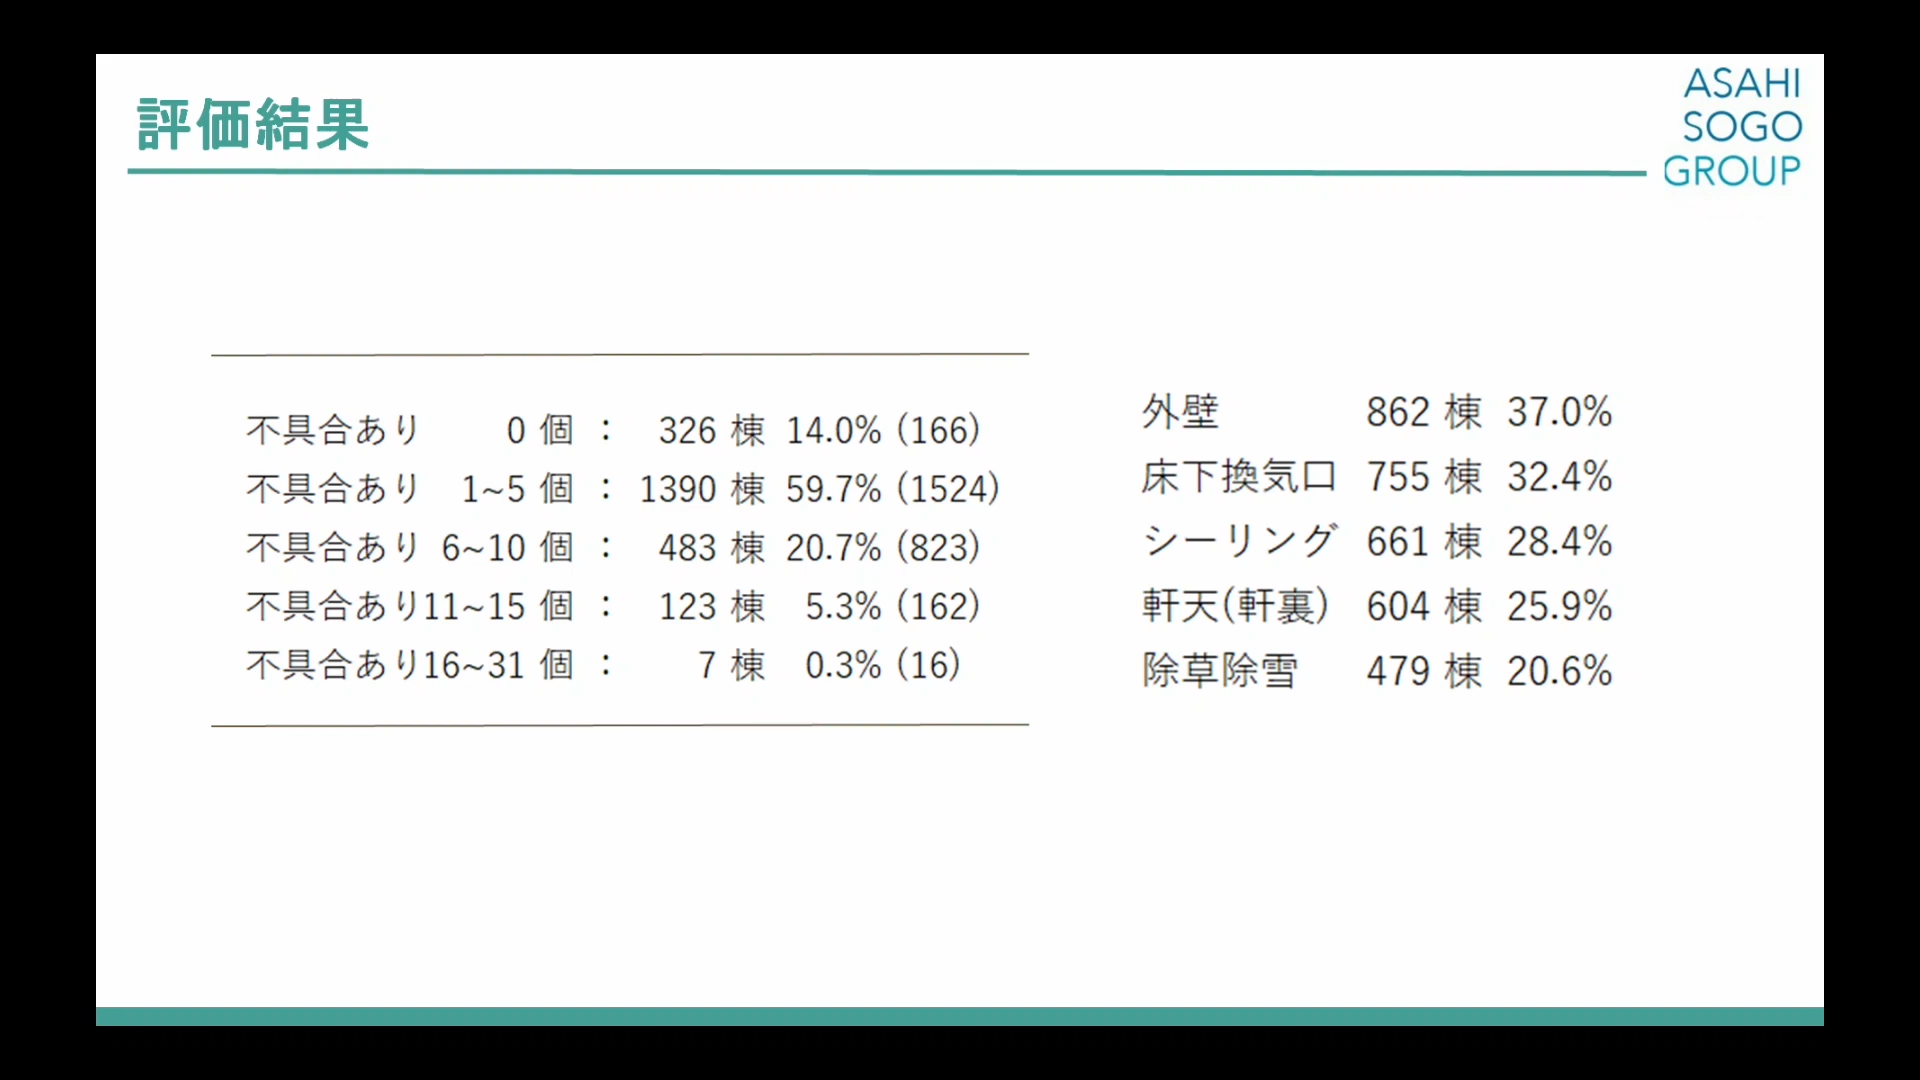 評価結果
ASAHI
SOGO
GROUP
不具合あり 0 個 : 326 棟 14.0% (166)
不具合あり 1~5 個 : 1390 棟 59.7% (1524)
不具合あり 6~10 個 : 483 棟 20.7% (823)
不具合あり11~15 個 : 123 棟 5.3% (162)
不具合あり16~31 個 : 7 棟 0.3% (16)
外壁 862 棟 37.0%
床下換気口 755 棟 32.4%
シーリング 661 棟 28.4%
軒天(軒裏) 604 棟 25.9%
除草除雪 479 棟 20.6%